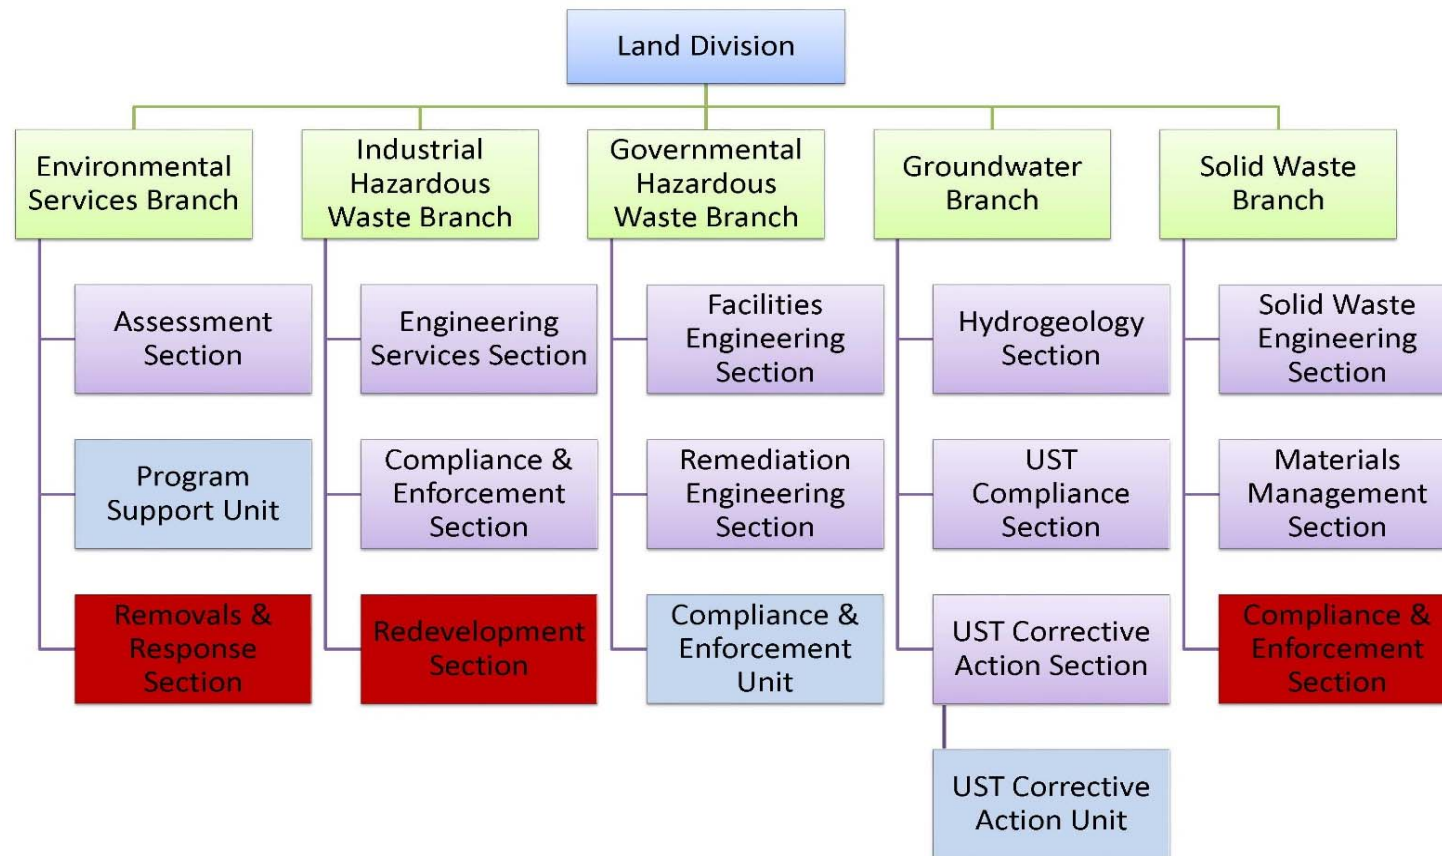 Land Division
Environmental
Services Branch
Industrial
Hazardous
Waste Branch
Governmental
Hazardous
Waste Branch
Groundwater
Branch
Solid Waste
Branch
Assessment
Section
Engineering
Services Section
Facilities
Engineering
Section
Hydrogeology
Section
Solid Waste
Engineering
Section
Program
Support Unit
Compliance &
Enforcement
Section
Remediation
Engineering
Section
UST
Compliance
Section
Materials
Management
Section
Removals &
Response
Section
Redevelopment
Section
Compliance &
Enforcement
Unit
UST Corrective
Action Section
Compliance &
Enforcement
Section
UST Corrective
Action Unit